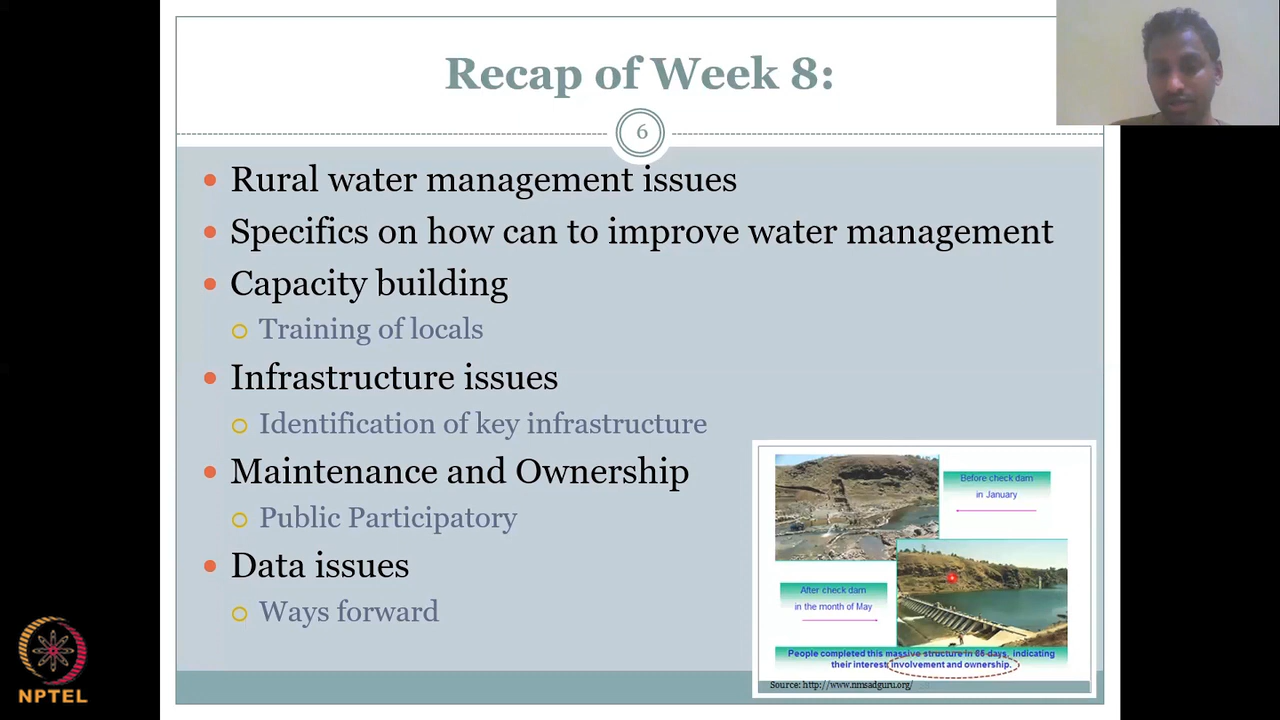 Recap of Week 8:
6
Rural water management issues
Specifics on how can to improve water management
Capacity building
Training of locals
Infrastructure issues
Identification of key infrastructure
Maintenance and Ownership
Public Participatory
Data issues
Ways forward
Before check dam
in January
After check dam
in the month of May
People completed this massive structure in 65 days, indicating
their interest, involvement and ownership.
Source: http://www.nmsadguru.org/
NPTEL